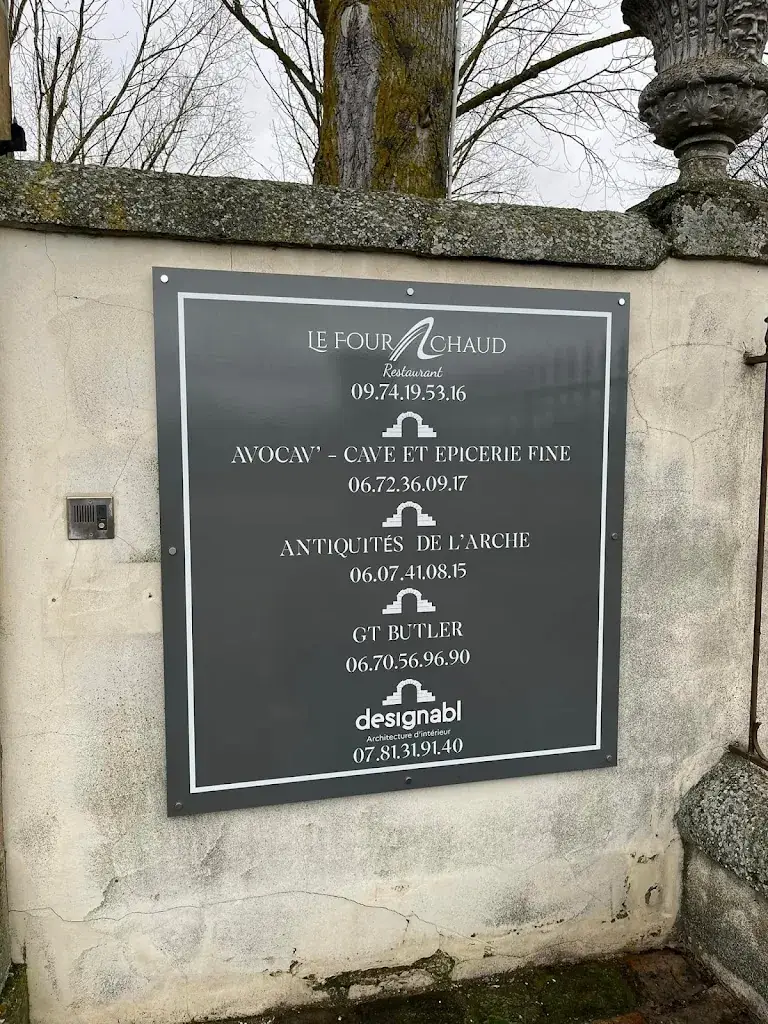 LE FOUR À CHAUD
Restaurant
09.74.19.53.16
AVOCAV' - CAVE ET EPICERIE FINE
06.72.36.09.17
ANTIQUITÉS DE L'ARCHE
06.07.41.08.15
GT BUTLER
06.70.56.96.90
designabl
Architecture d'intérieur
07.81.31.91.40